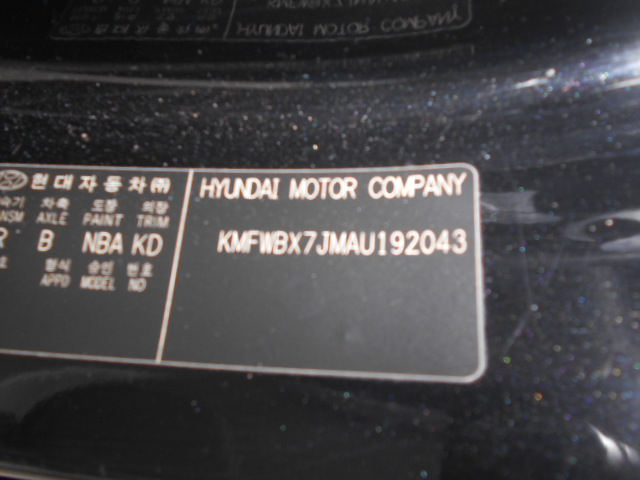 현대자동차㈜
HYUNDAI MOTOR COMPANY
차축 도장 의장
AXLE PAINT TRIM
B NBA KD
KMFWBX7JMAU192043
형식 승인 번호
APPD MODEL NO